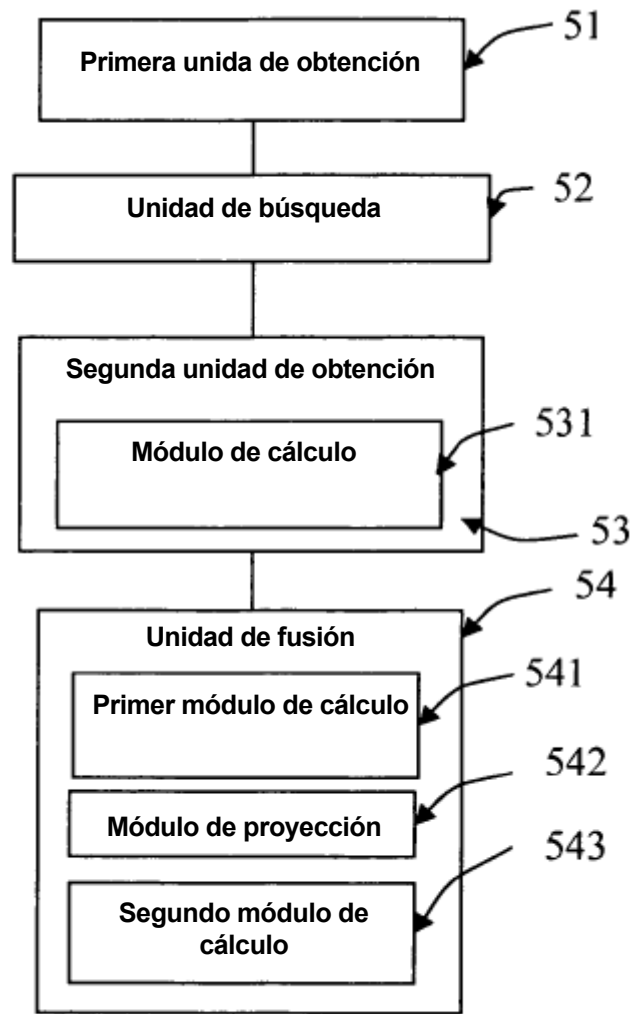 Primera unida de obtención
51
Unidad de búsqueda
52
Segunda unidad de obtención
Módulo de cálculo
531
53
54
Unidad de fusión
Primer módulo de cálculo
541
Módulo de proyección
542
Segundo módulo de
cálculo
543